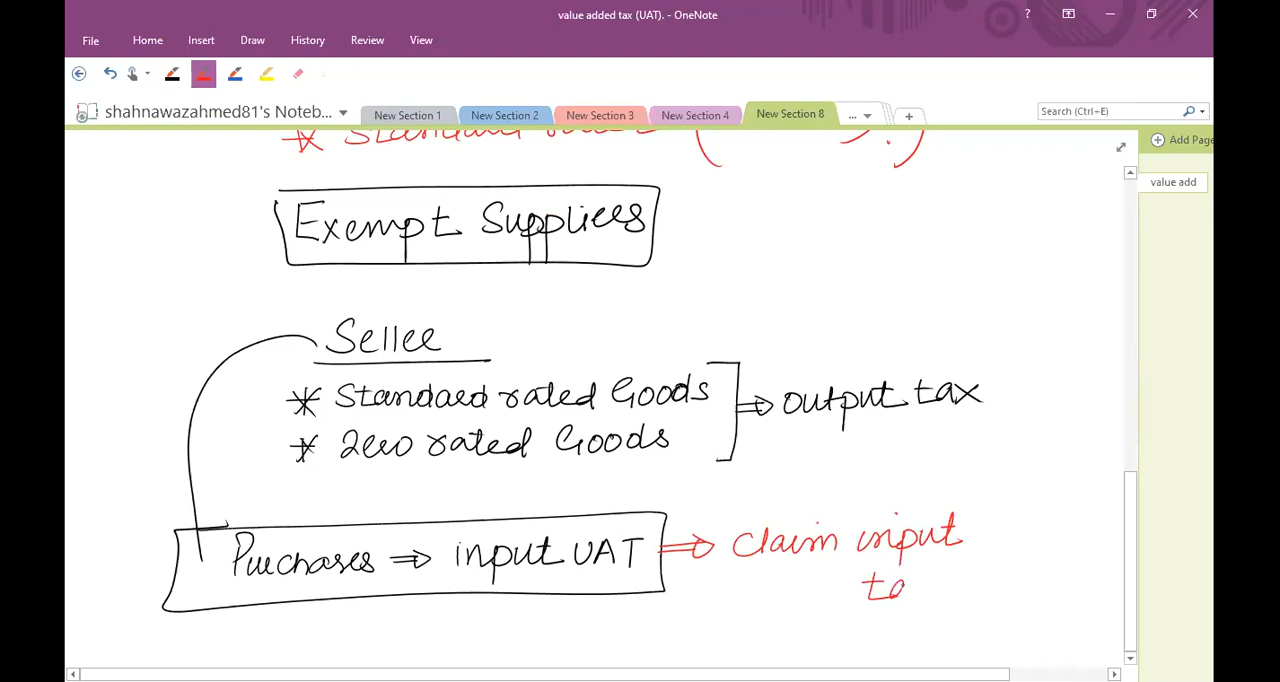 value added tax (UAT). - OneNote
?
File Home Insert Draw History Review View
shahnawazahmed81's Noteb... New Section 1 New Section 2 New Section 3 New Section 4 New Section 8 ... +
Search (Ctrl+E)
Add Page
value add
* Standard
Exempt Supplies
Seller
* Standard rated Goods
* Zero rated Goods
⇒ output tax
Purchases ⇒ input UAT ⇒ claim input
ta